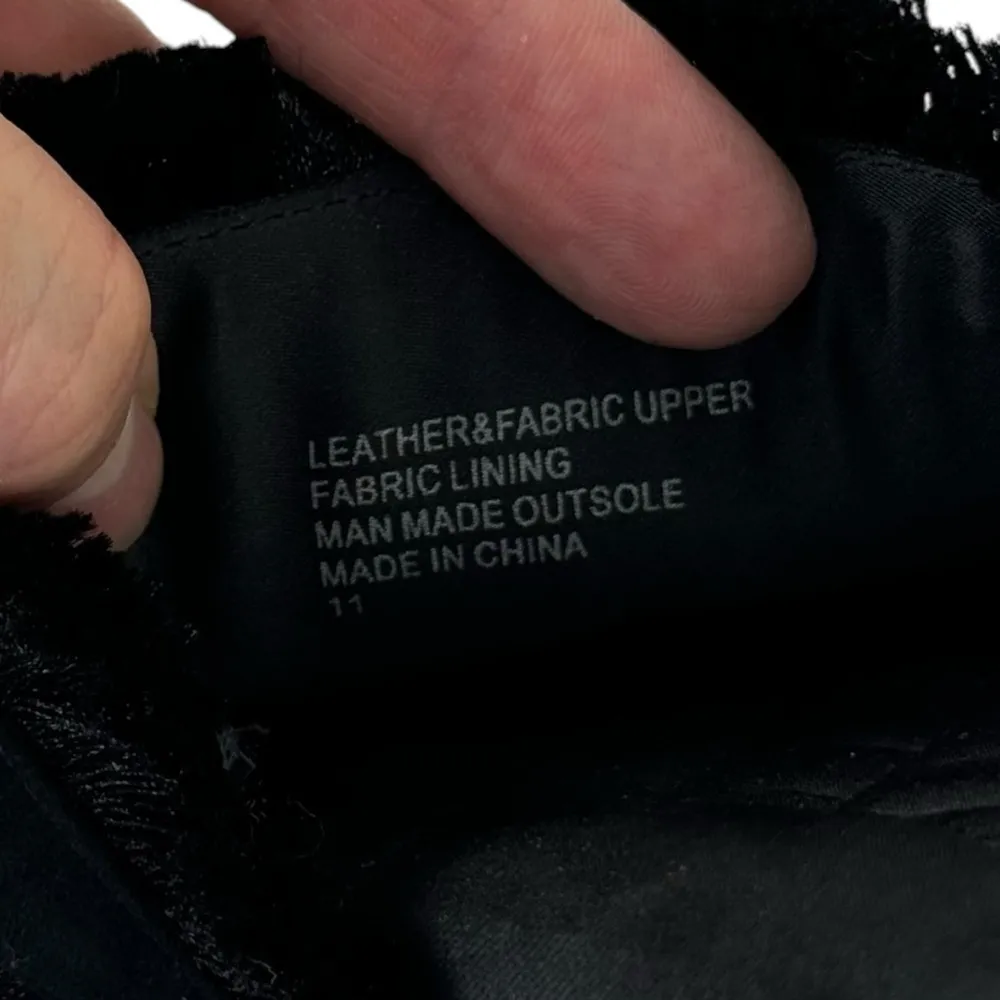 LEATHER&FABRIC UPPER
FABRIC LINING
MAN MADE OUTSOLE
MADE IN CHINA
11